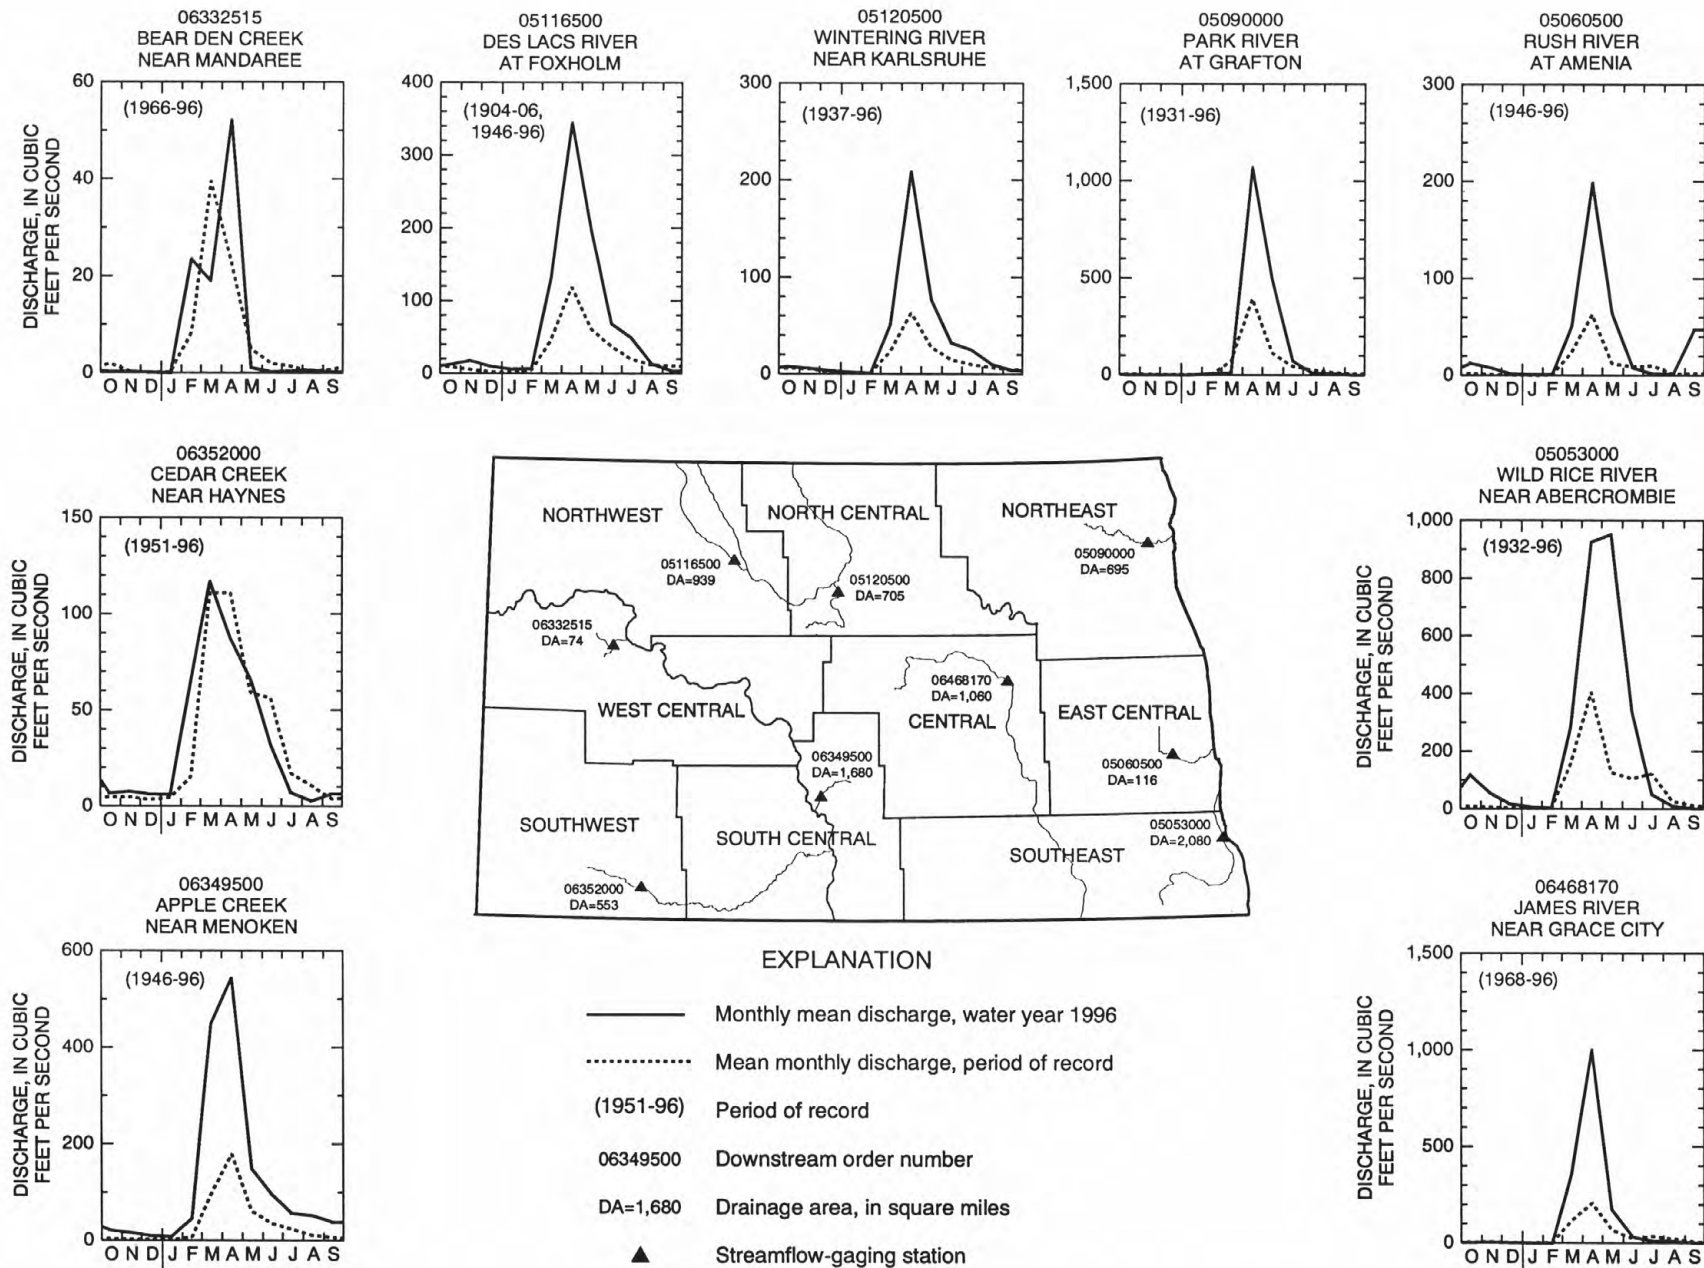 06332515
BEAR DEN CREEK
NEAR MANDAREE
DISCHARGE, IN CUBIC
FEET PER SECOND
60
40
20
0
(1966-96)
O N D J F M A M J J A S
05116500
DES LACS RIVER
AT FOXHOLM
400
300
200
100
0
(1904-06,
1946-96)
O N D J F M A M J J A S
05120500
WINTERING RIVER
NEAR KARLSRUHE
300
200
100
0
(1937-96)
O N D J F M A M J J A S
05090000
PARK RIVER
AT GRAFTON
1,500
1,000
500
0
(1931-96)
O N D J F M A M J J A S
05060500
RUSH RIVER
AT AMENIA
300
200
100
0
(1946-96)
O N D J F M A M J J A S
06352000
CEDAR CREEK
NEAR HAYNES
DISCHARGE, IN CUBIC
FEET PER SECOND
150
100
50
0
(1951-96)
O N D J F M A M J J A S
NORTHWEST
NORTH CENTRAL
NORTHEAST
05116500
DA=939
05120500
DA=705
05090000
DA=695
06332515
DA=74
06468170
DA=1,060
WEST CENTRAL
CENTRAL
EAST CENTRAL
06349500
DA=1,680
05060500
DA=116
SOUTHWEST
SOUTH CENTRAL
SOUTHEAST
05053000
DA=2,080
06352000
DA=553
05053000
WILD RICE RIVER
NEAR ABERCROMBIE
DISCHARGE, IN CUBIC
FEET PER SECOND
1,000
800
600
400
200
0
(1932-96)
O N D J F M A M J J A S
06349500
APPLE CREEK
NEAR MENOKEN
DISCHARGE, IN CUBIC
FEET PER SECOND
600
400
200
0
(1946-96)
O N D J F M A M J J A S
EXPLANATION
Monthly mean discharge, water year 1996
Mean monthly discharge, period of record
(1951-96) Period of record
06349500 Downstream order number
DA=1,680 Drainage area, in square miles
Streamflow-gaging station
06468170
JAMES RIVER
NEAR GRACE CITY
DISCHARGE, IN CUBIC
FEET PER SECOND
1,500
1,000
500
0
(1968-96)
O N D J F M A M J J A S